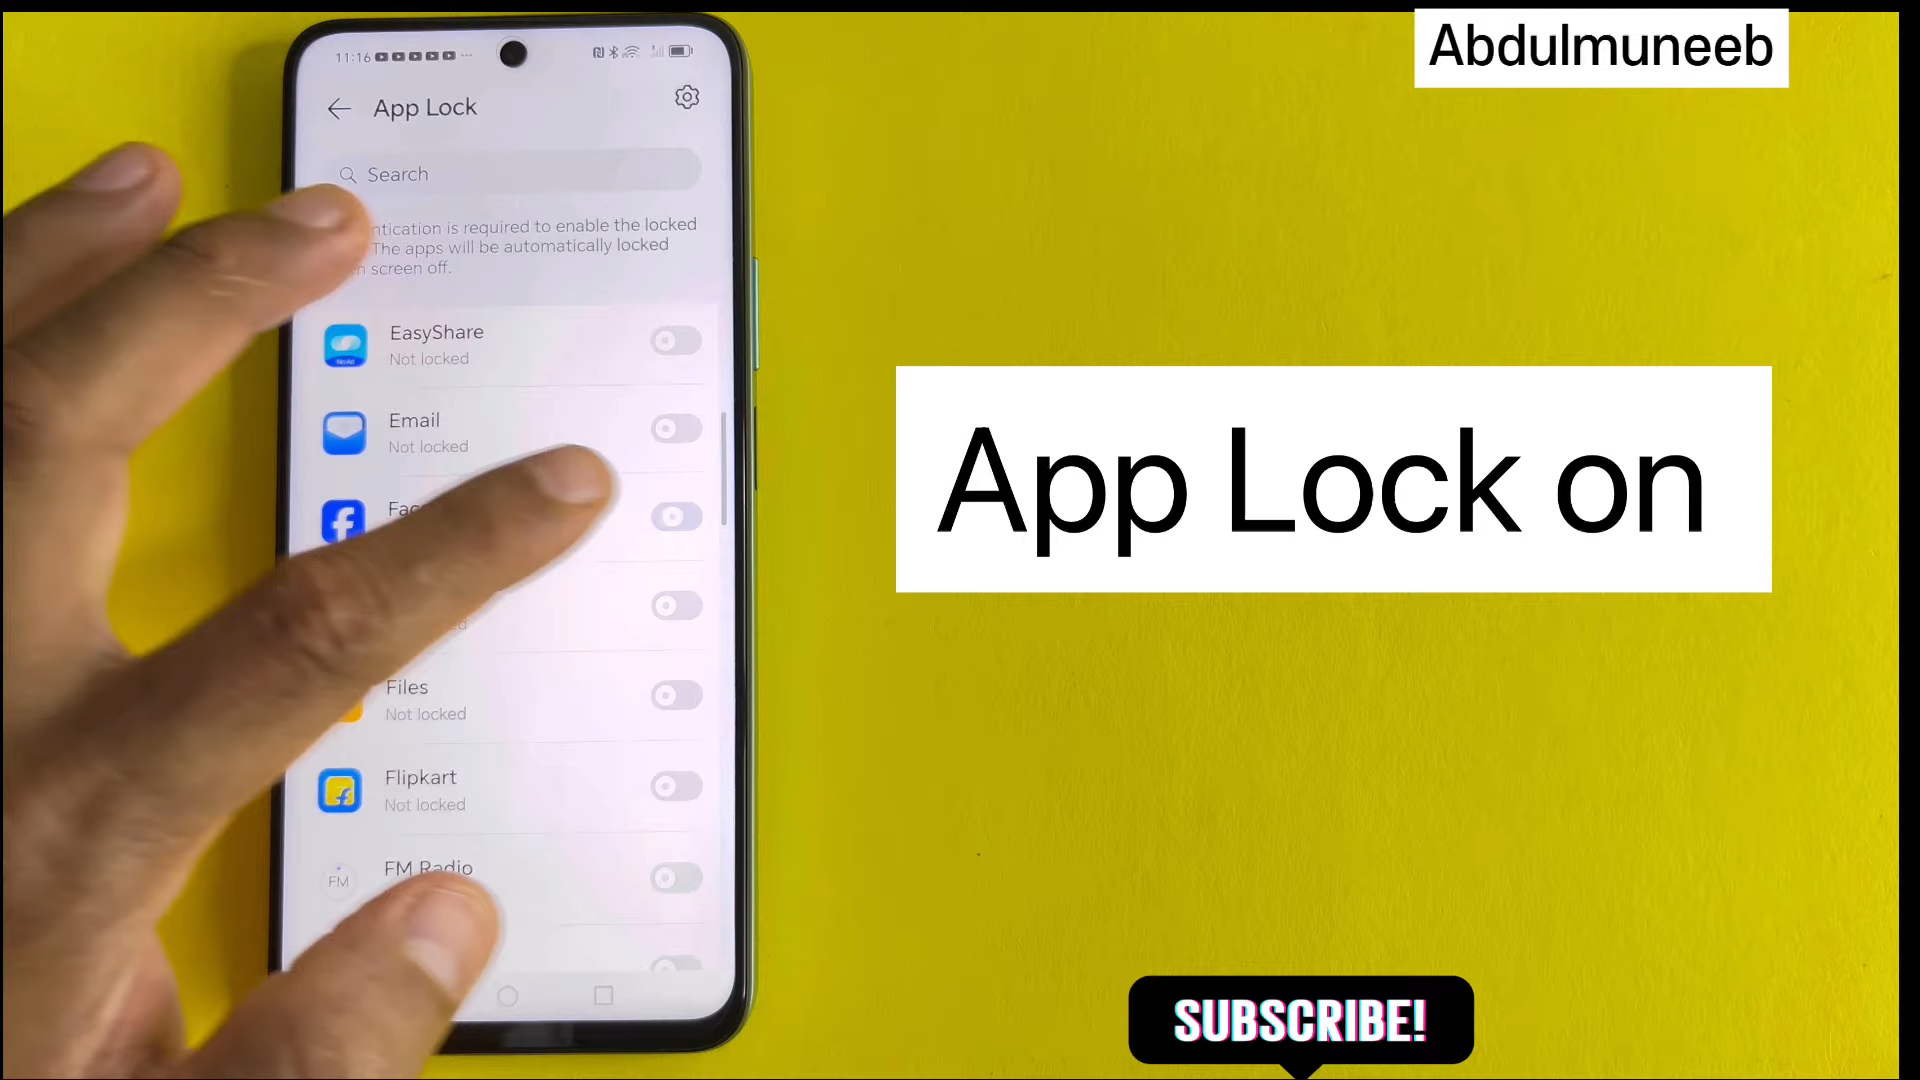 Abdulmuneeb
11:16
App Lock
Search
ntication is required to enable the locked
The apps will be automatically locked
n screen off.
EasyShare
Not locked
Email
Not locked
App Lock on
Files
Not locked
Flipkart
Not locked
FM Radio
FM
SUBSCRIBE!